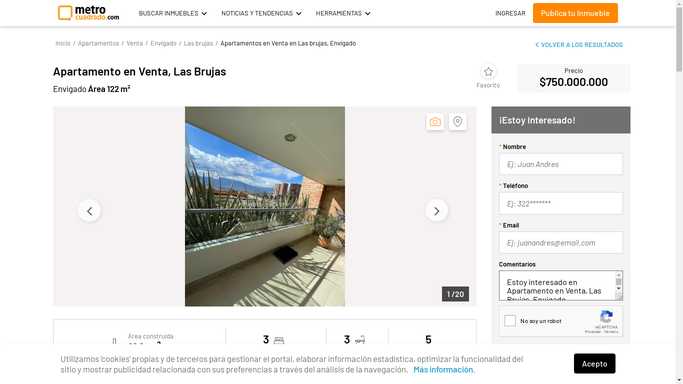 metro
cuadrado.com
BUSCAR INMUEBLES
NOTICIAS Y TENDENCIAS
HERRAMIENTAS
INGRESAR
Publica tu Inmueble
Inicio / Apartamentos / Venta / Envigado / Las brujas / Apartamentos en Venta en Las brujas, Envigado
VOLVER A LOS RESULTADOS
Apartamento en Venta, Las Brujas
Envigado Área 122 m²
Favorito
Precio
$750.000.000
1 /20
¡Estoy Interesado!
* Nombre
Ej: Juan Andres
* Teléfono
Ej: 322*******
* Email
Ej: juanandres@email.com
Comentarios
Estoy interesado en
Apartamento en Venta, Las
Brujas, Envigado
No soy un robot
reCAPTCHA
Privacidad - Términos
Área construida
3
3
5
Utilizamos 'cookies' propias y de terceros para gestionar el portal, elaborar información estadística, optimizar la funcionalidad del
sitio y mostrar publicidad relacionada con sus preferencias a través del análisis de la navegación. Más información.
Acepto